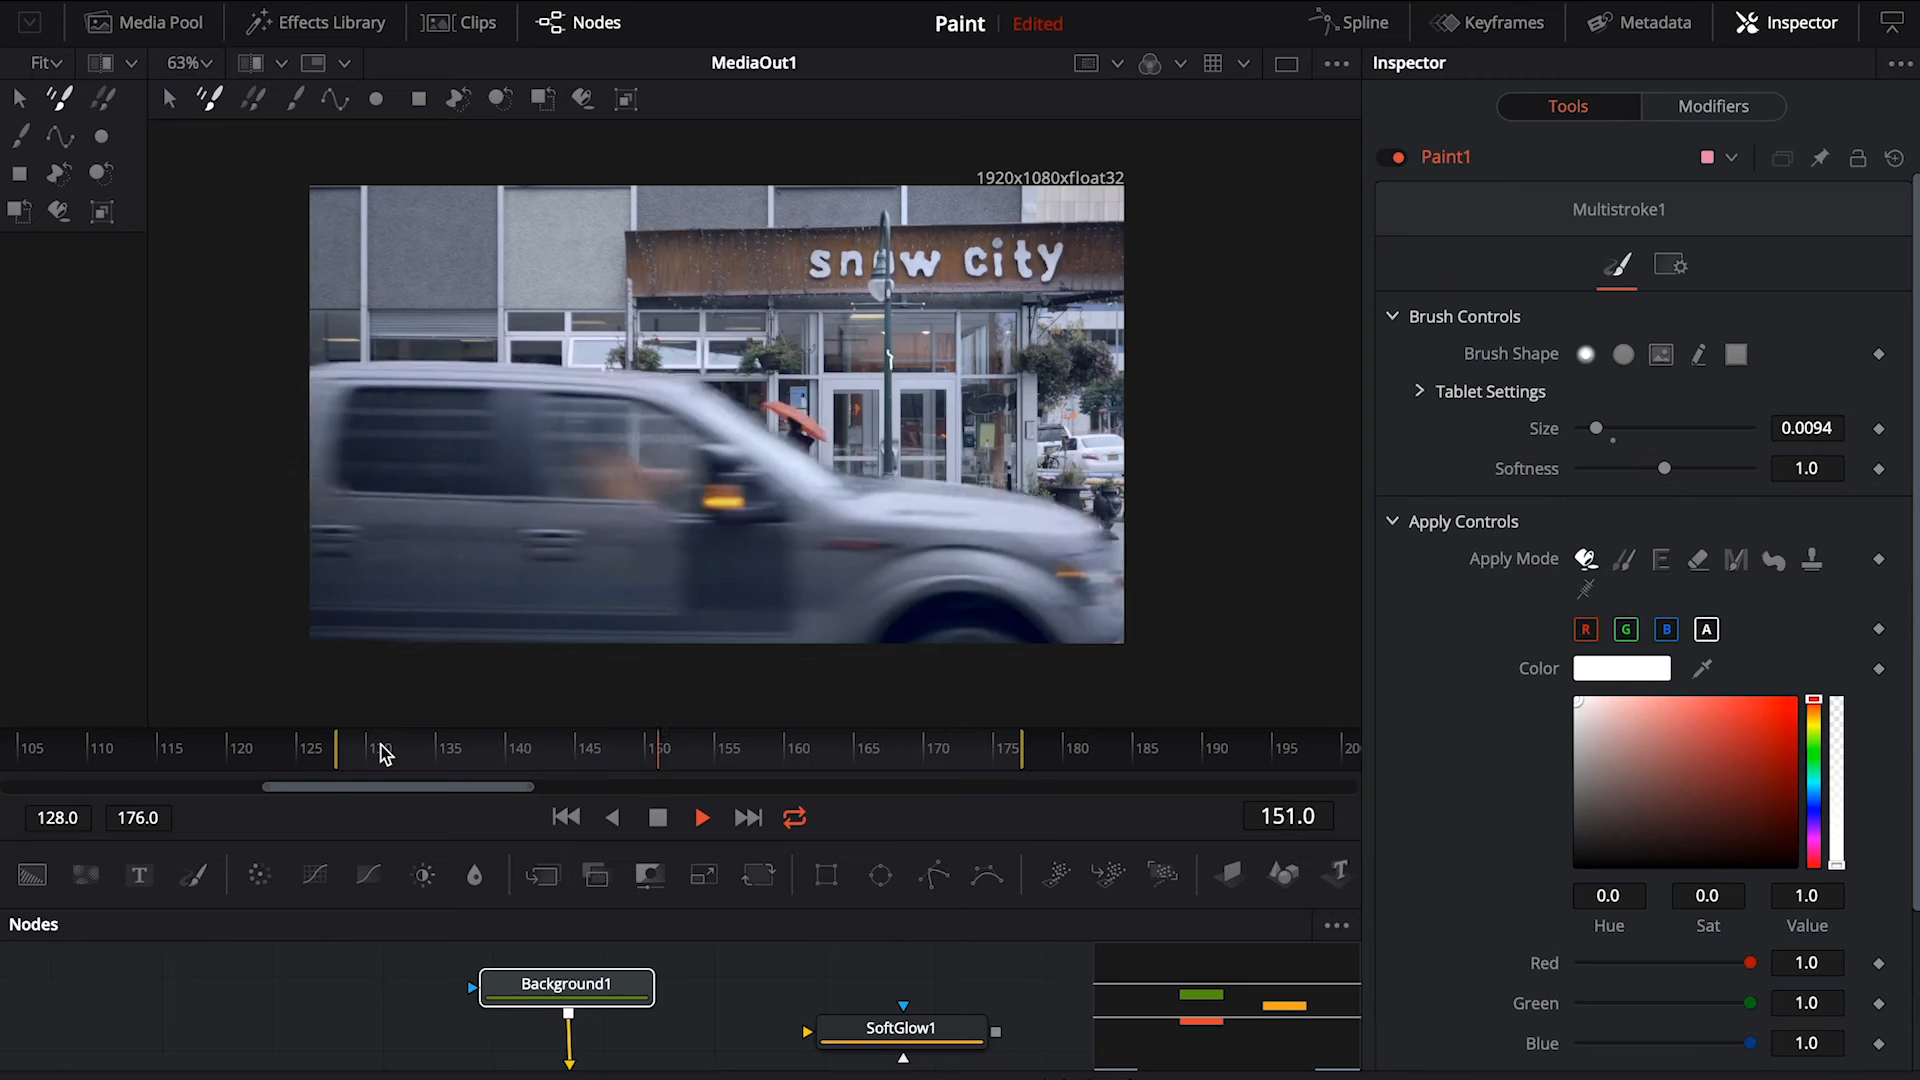 Media Pool
Effects Library
Clips
Nodes
Paint
Edited
Spline
Keyframes
Metadata
Inspector
Fit
63%
MediaOut1
Inspector
Tools
Modifiers
Paint1
1920x1080xfloat32
Multistroke1
snow city
Brush Controls
Brush Shape
Tablet Settings
Size
0.0094
Softness
1.0
Apply Controls
Apply Mode
R
G
B
A
Color
105
110
115
120
125
135
140
145
150
155
160
165
170
175
180
185
190
195
128.0
176.0
151.0
T
T
0.0
0.0
1.0
Hue
Sat
Value
Nodes
Red
1.0
Green
1.0
Blue
1.0
Background1
SoftGlow1